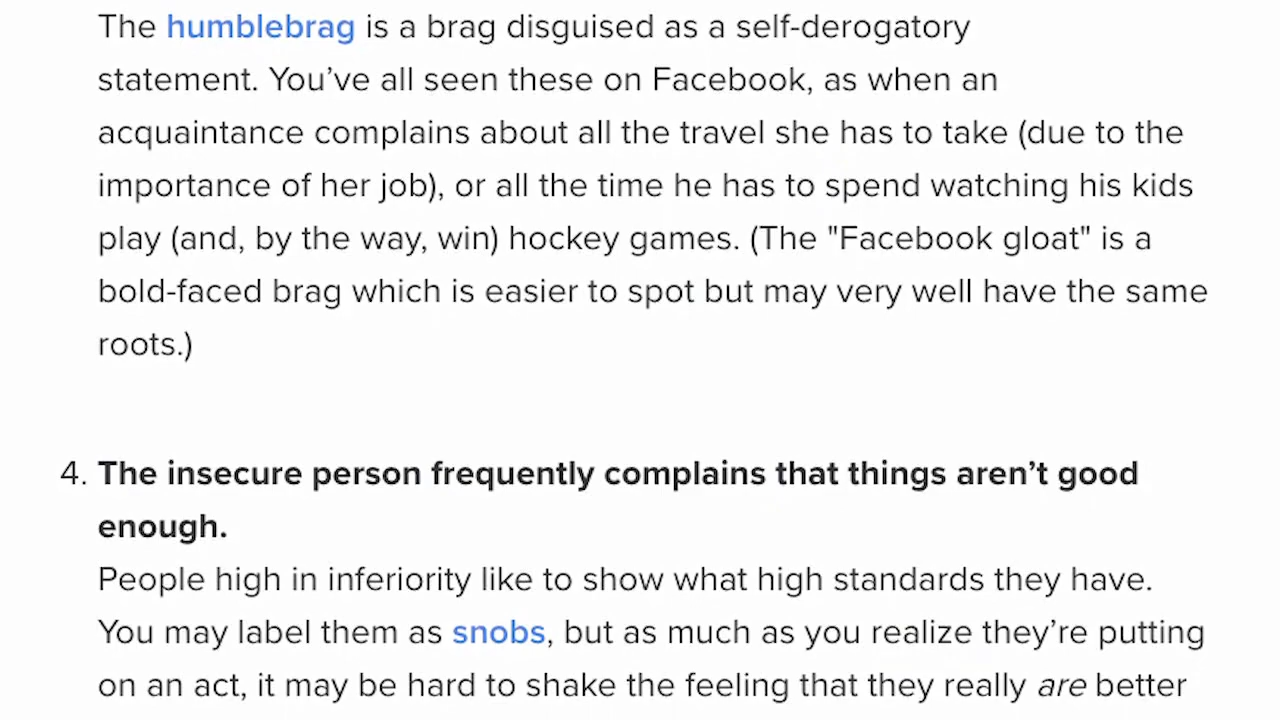 The humblebrag is a brag disguised as a self-derogatory
statement. You’ve all seen these on Facebook, as when an
acquaintance complains about all the travel she has to take (due to the
importance of her job), or all the time he has to spend watching his kids
play (and, by the way, win) hockey games. (The "Facebook gloat" is a
bold-faced brag which is easier to spot but may very well have the same
roots.)
4. The insecure person frequently complains that things aren’t good
enough.
People high in inferiority like to show what high standards they have.
You may label them as snobs, but as much as you realize they’re putting
on an act, it may be hard to shake the feeling that they really are better